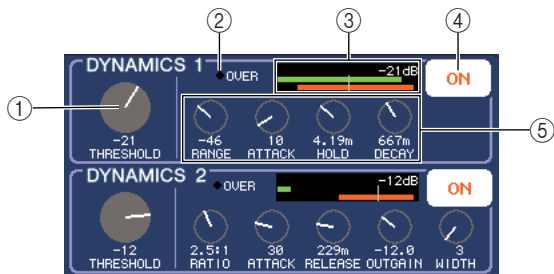 ② ③ ④
DYNAMICS 1
OVER -21dB ON
①
⑤
-21 -46 10 4.19m 667m
THRESHOLD RANGE ATTACK HOLD DECAY
DYNAMICS 2
OVER -12dB ON
-12 2.5:1 30 229m -12.0 3
THRESHOLD RATIO ATTACK RELEASE OUTGAIN WIDTH